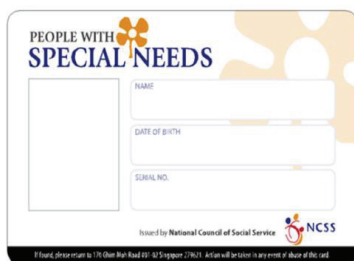 PEOPLE WITH
SPECIAL NEEDS
NAME
DATE OF BIRTH
SERIAL NO.
Issued by National Council of Social Service
NCSS
If found, please return to 170 Ghim Moh Road #01-02 Singapore 279621. Action will be taken in any event of abuse of this card